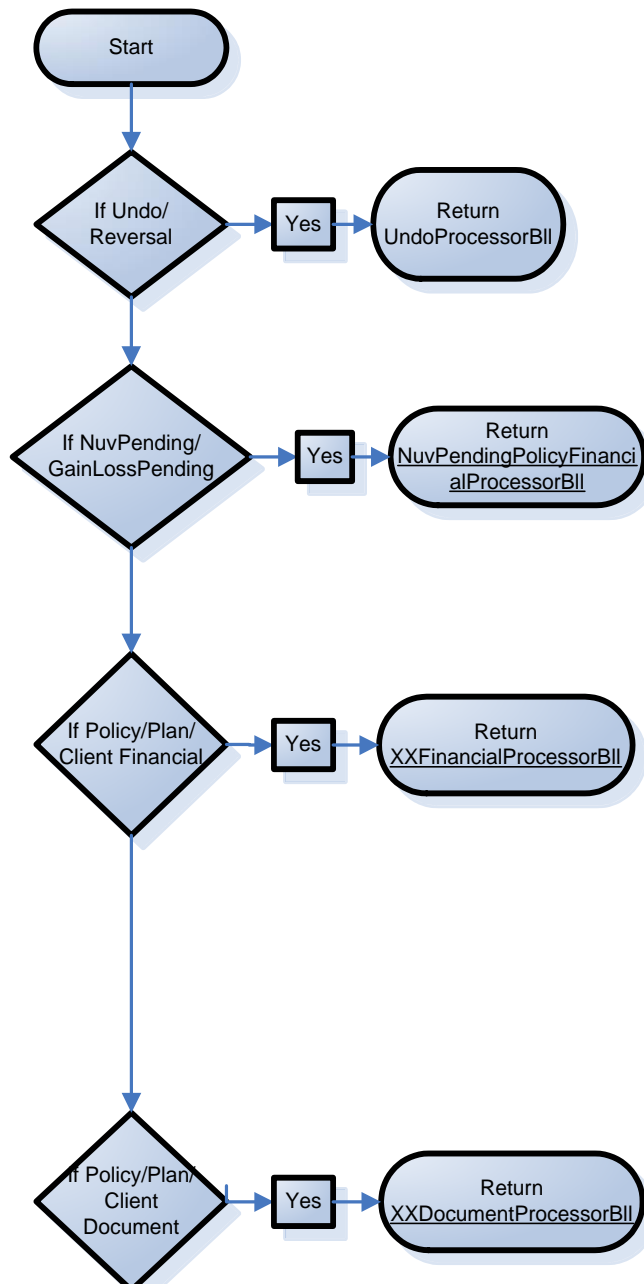 Start
If Undo/
Reversal
Yes
Return
UndoProcessorBll
If NuvPending/
GainLossPending
Yes
Return
NuvPendingPolicyFinanci
alProcessorBll
If Policy/Plan/
Client Financial
Yes
Return
XXFinancialProcessorBll
If Policy/Plan/
Client
Document
Yes
Return
XXDocumentProcessorBll